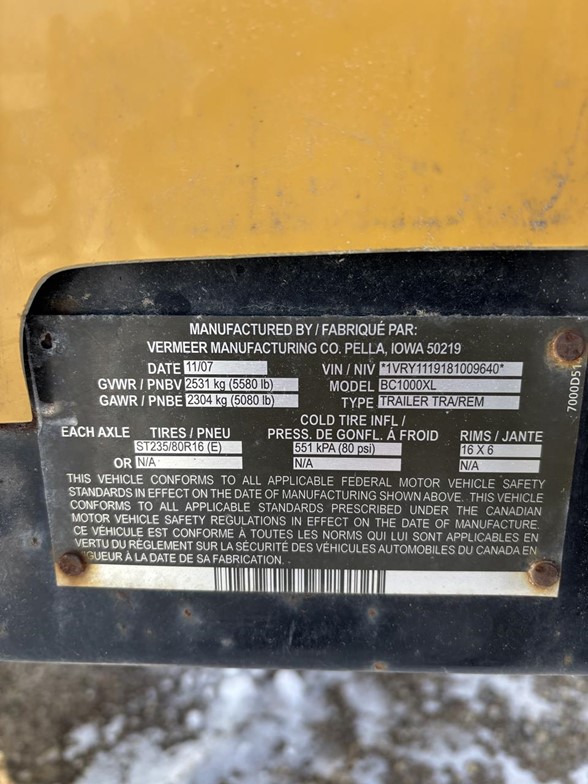 MANUFACTURED BY / FABRIQUÉ PAR:
VERMEER MANUFACTURING CO. PELLA, IOWA 50219
DATE 11/07 VIN / NIV *1VRY1119181009640*
GVWR / PNBV 2531 kg (5580 lb) MODEL BC1000XL
GAWR / PNBE 2304 kg (5080 lb) TYPE TRAILER TRA/REM
COLD TIRE INFL /
EACH AXLE TIRES / PNEU PRESS. DE GONFL. À FROID RIMS / JANTE
ST235/80R16 (E) 551 kPA (80 psi) 16 X 6
OR N/A N/A N/A
THIS VEHICLE CONFORMS TO ALL APPLICABLE FEDERAL MOTOR VEHICLE SAFETY
STANDARDS IN EFFECT ON THE DATE OF MANUFACTURING SHOWN ABOVE. THIS VEHICLE
CONFORMS TO ALL APPLICABLE STANDARDS PRESCRIBED UNDER THE CANADIAN
MOTOR VEHICLE SAFETY REGULATIONS IN EFFECT ON THE DATE OF MANUFACTURE.
CE VÉHICULE EST CONFORME À TOUTES LES NORMES QUI LUI SONT APPLICABLES EN
VERTU DU RÈGLEMENT SUR LA SÉCURITÉ DES VÉHICULES AUTOMOBILES DU CANADA EN
IGUEUR À LA DATE DE SA FABRICATION.
7000D51